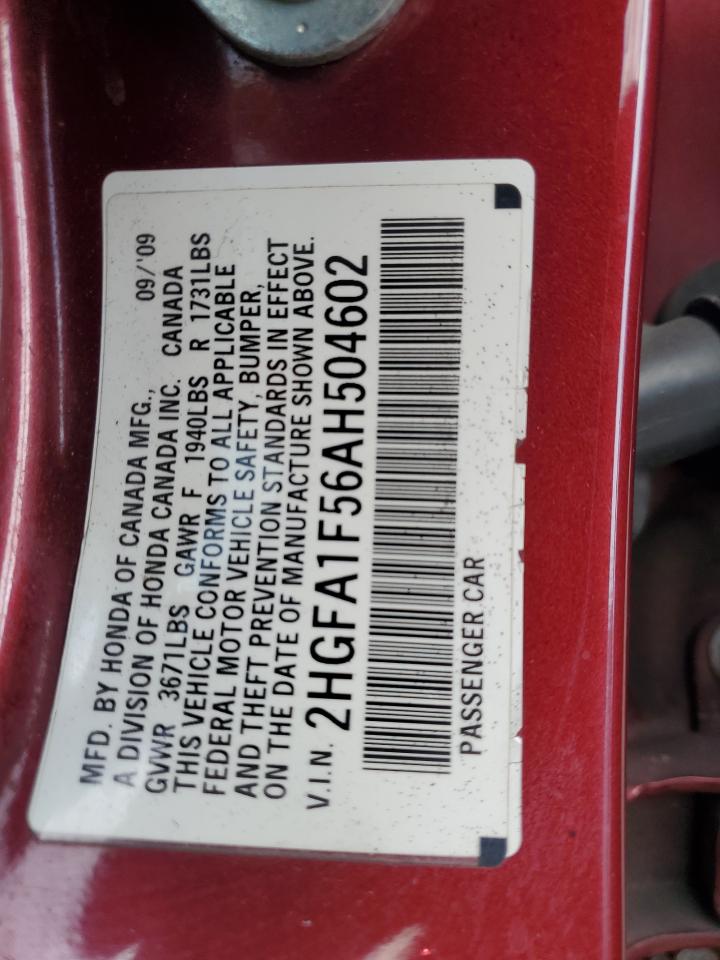 MFD. BY HONDA OF CANADA MFG., 09/'09
A DIVISION OF HONDA CANADA INC. CANADA
GVWR 3671LBS GAWR F 1940LBS R 1731LBS
THIS VEHICLE CONFORMS TO ALL APPLICABLE
FEDERAL MOTOR VEHICLE SAFETY, BUMPER,
AND THEFT PREVENTION STANDARDS IN EFFECT
ON THE DATE OF MANUFACTURE SHOWN ABOVE.
V.I.N. 2HGFA1F56AH504602
PASSENGER CAR